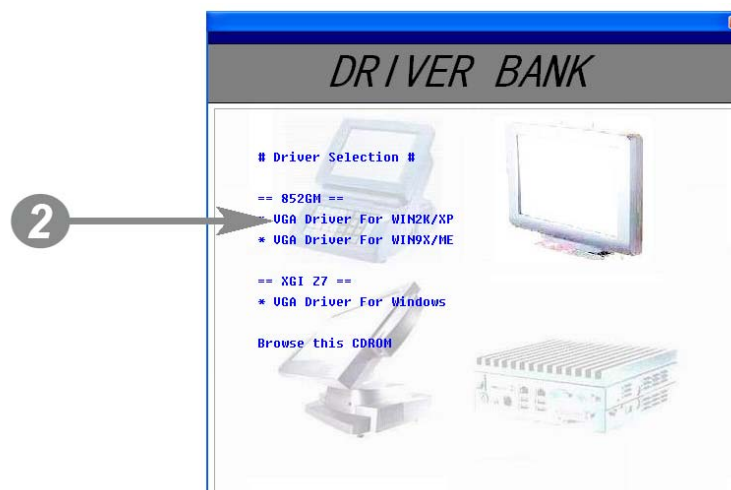 DRIVER BANK
# Driver Selection #
== 852GM ==
* VGA Driver For WIN2K/XP
* VGA Driver For WIN9X/ME
== XGI Z7 ==
* VGA Driver For Windows
Browse this CDROM
2